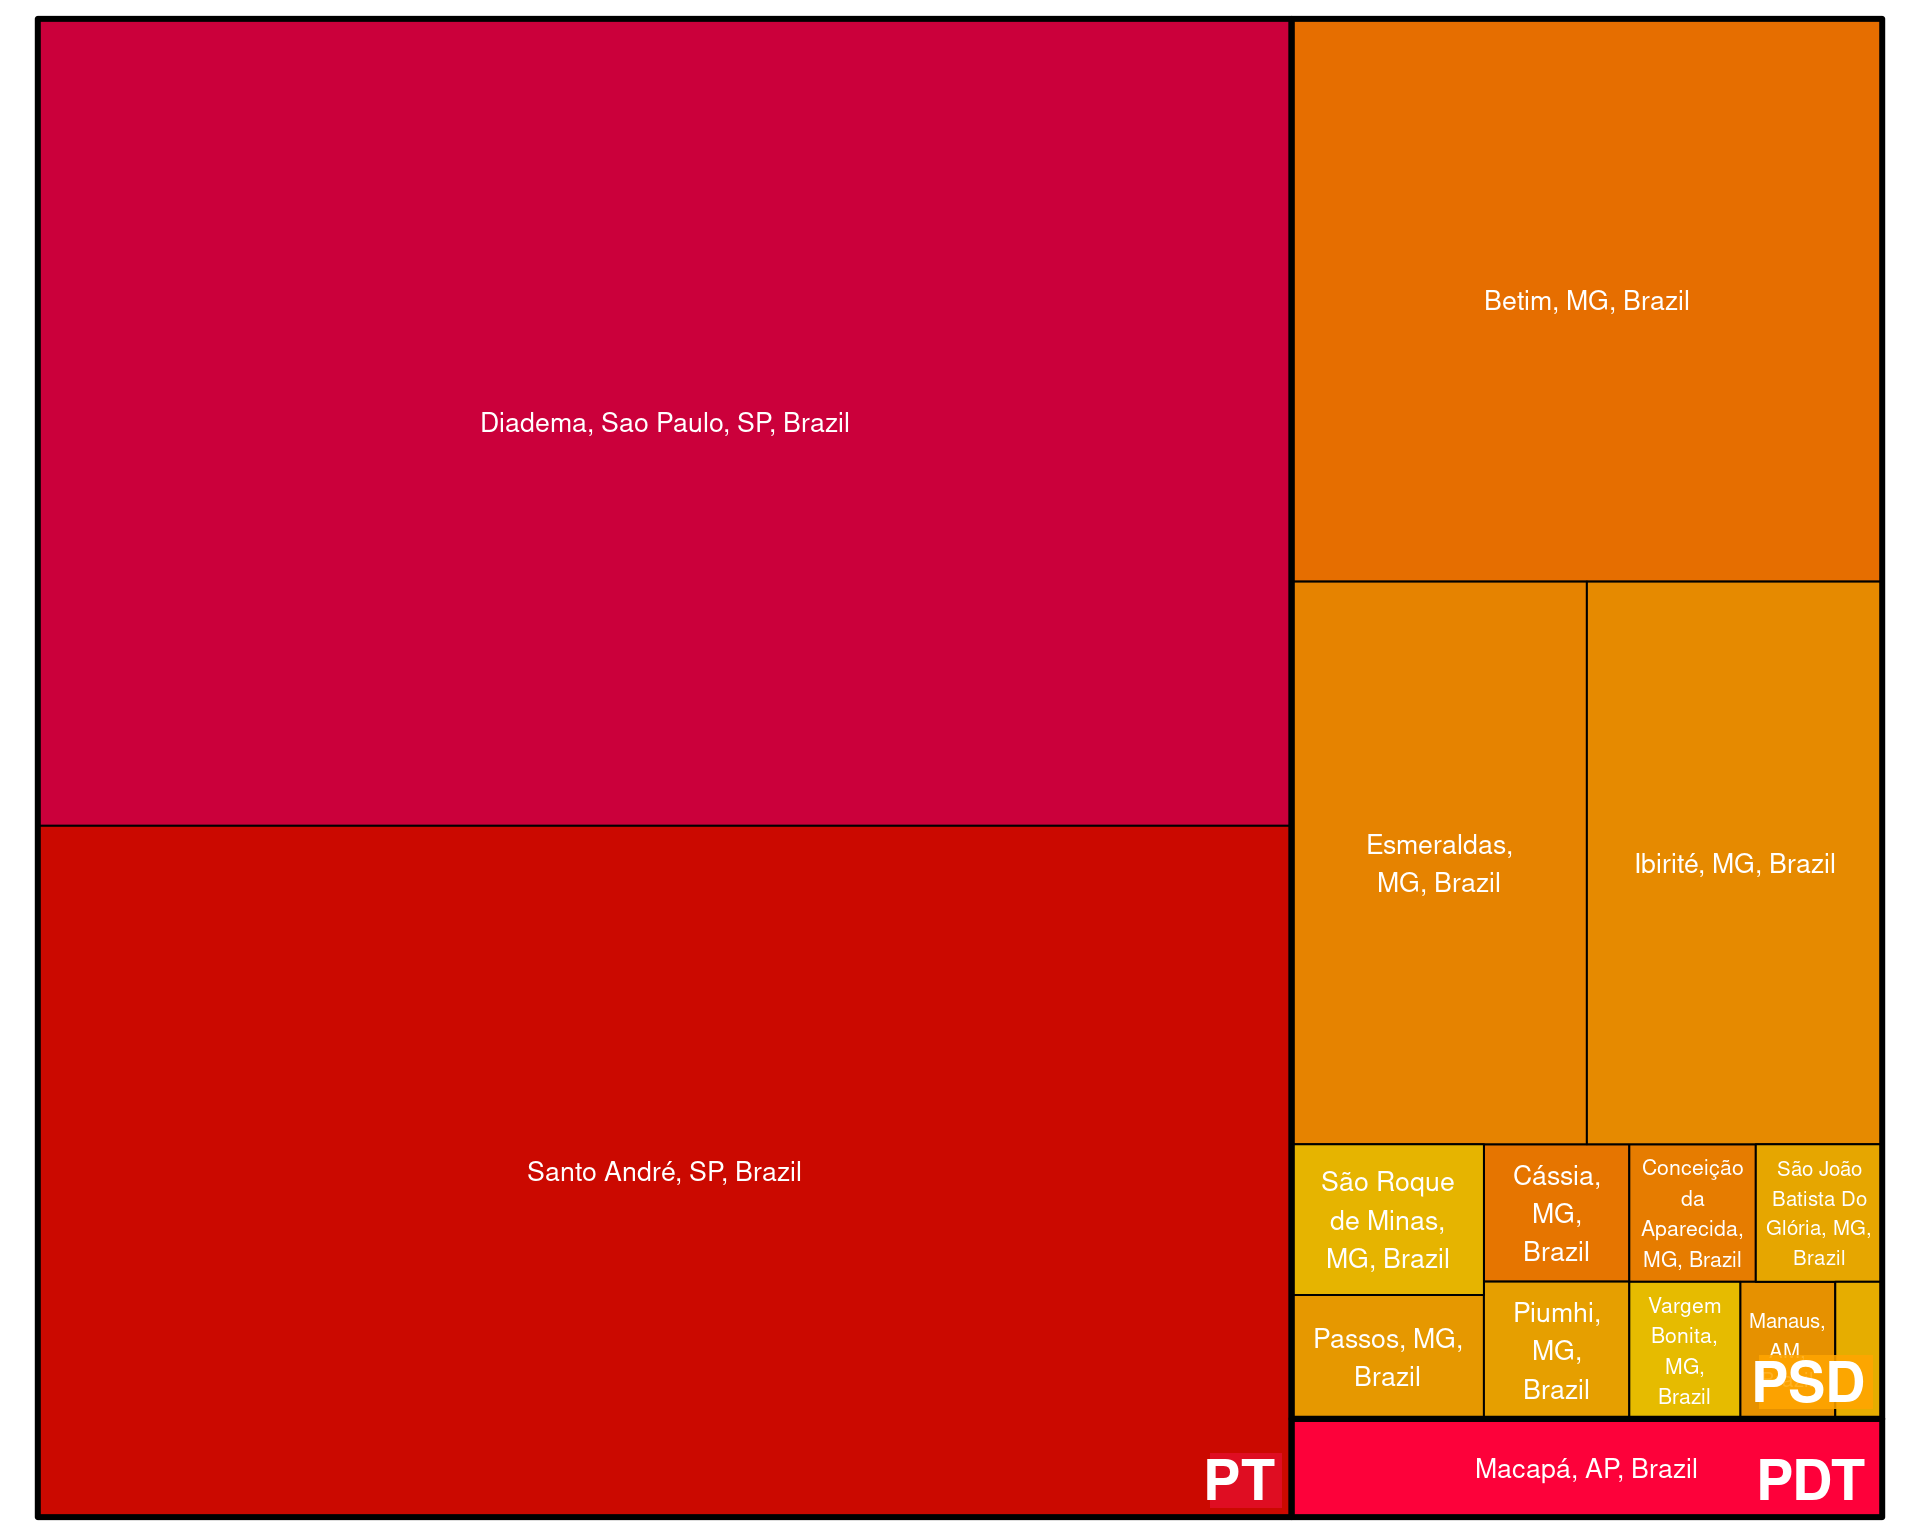 Diadema, Sao Paulo, SP, Brazil
Santo André, SP, Brazil
PT
Betim, MG, Brazil
Esmeraldas,
MG, Brazil
Ibirité, MG, Brazil
São Roque
de Minas,
MG, Brazil
Cássia,
MG,
Brazil
Conceição
da
Aparecida,
MG, Brazil
São João
Batista Do
Glória, MG,
Brazil
Passos, MG,
Brazil
Piumhi,
MG,
Brazil
Vargem
Bonita,
MG,
Brazil
Manaus,
AM,
PSD
Macapá, AP, Brazil
PDT